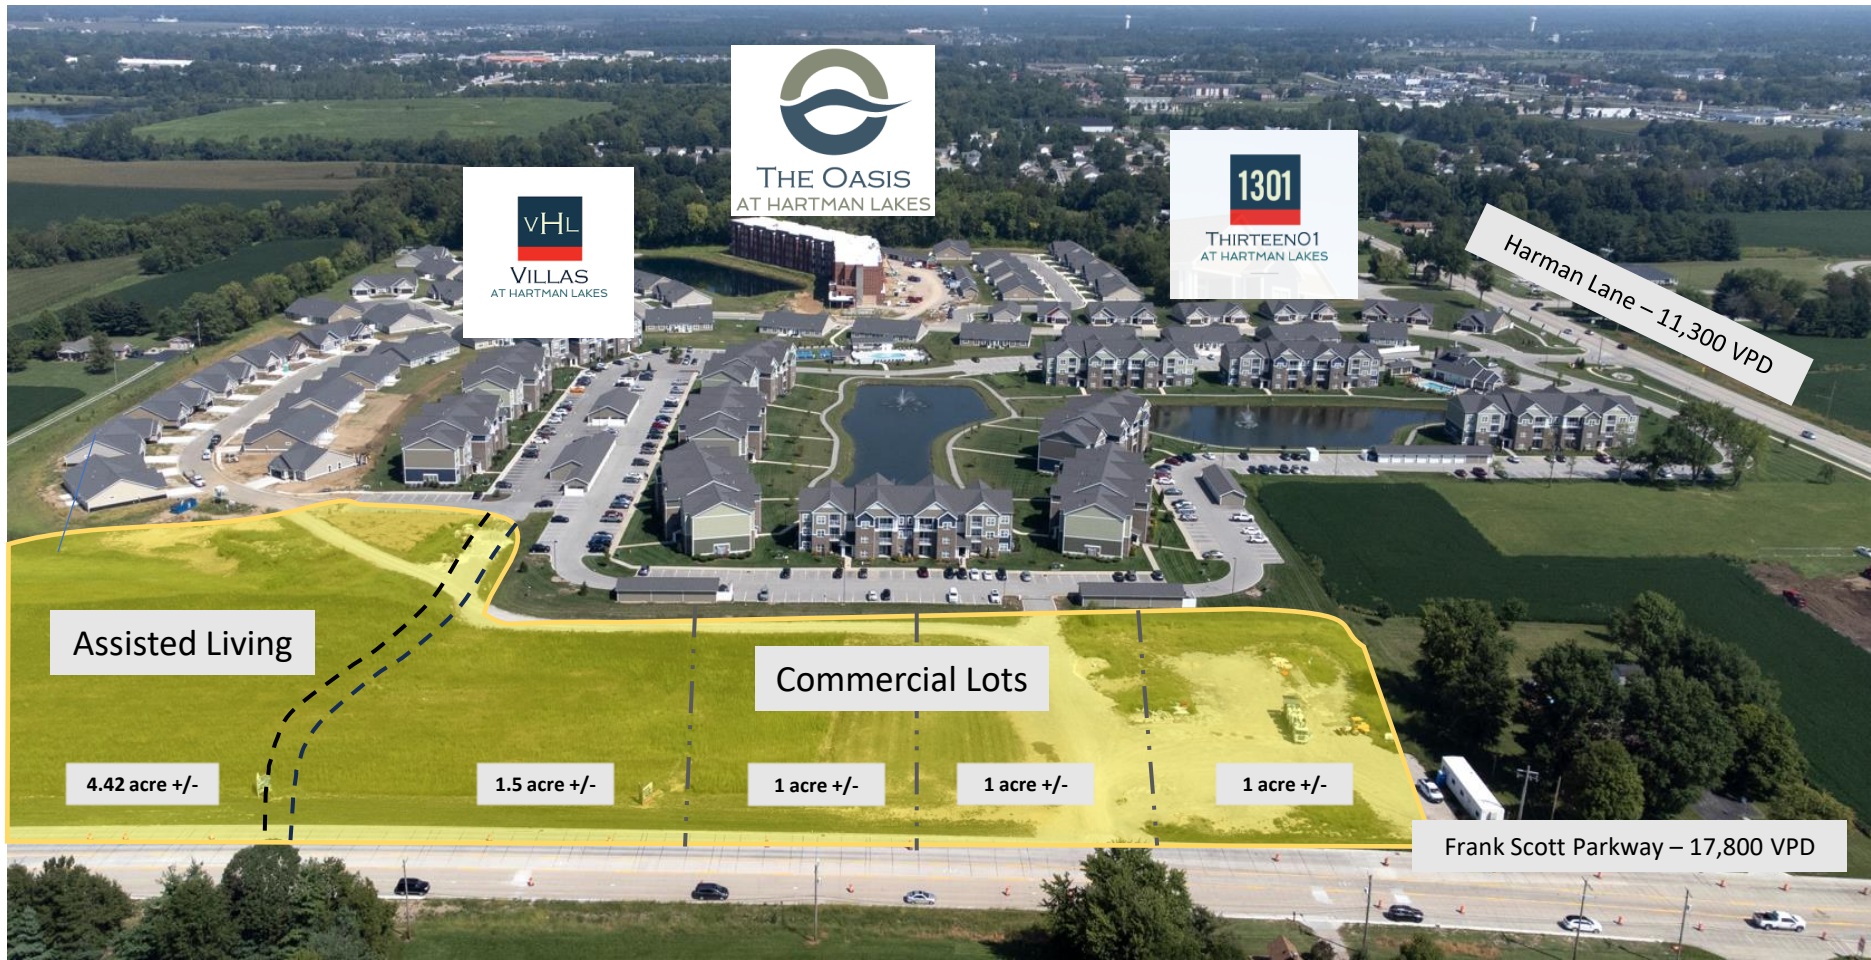 THE OASIS
AT HARTMAN LAKES
VHL
VILLAS
AT HARTMAN LAKES
1301
THIRTEEN01
AT HARTMAN LAKES
Harman Lane – 11,300 VPD
Assisted Living
Commercial Lots
4.42 acre +/-
1.5 acre +/-
1 acre +/-
1 acre +/-
1 acre +/-
Frank Scott Parkway – 17,800 VPD